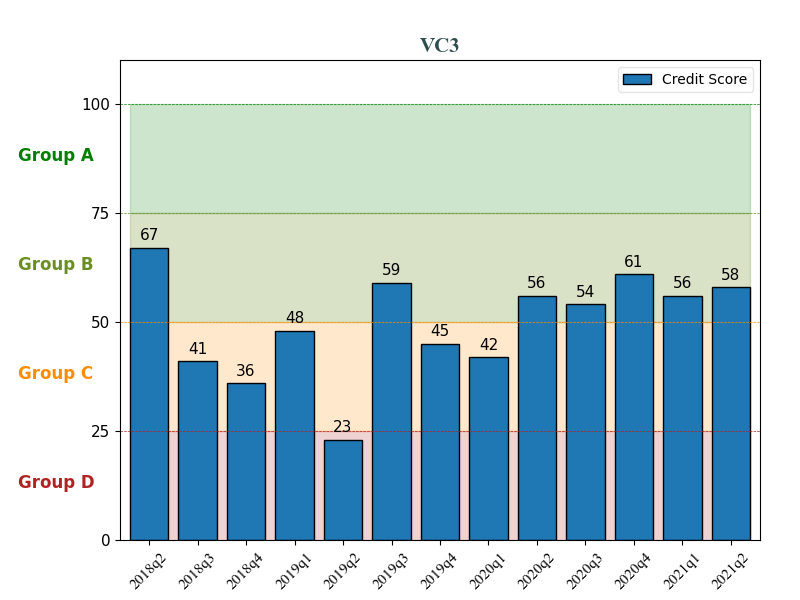 VC3
Credit Score
100
75
50
25
0
Group A
Group B
Group C
Group D
67
41
36
48
23
59
45
42
56
54
61
56
58
2018q2
2018q3
2018q4
2019q1
2019q2
2019q3
2019q4
2020q1
2020q2
2020q3
2020q4
2021q1
2021q2